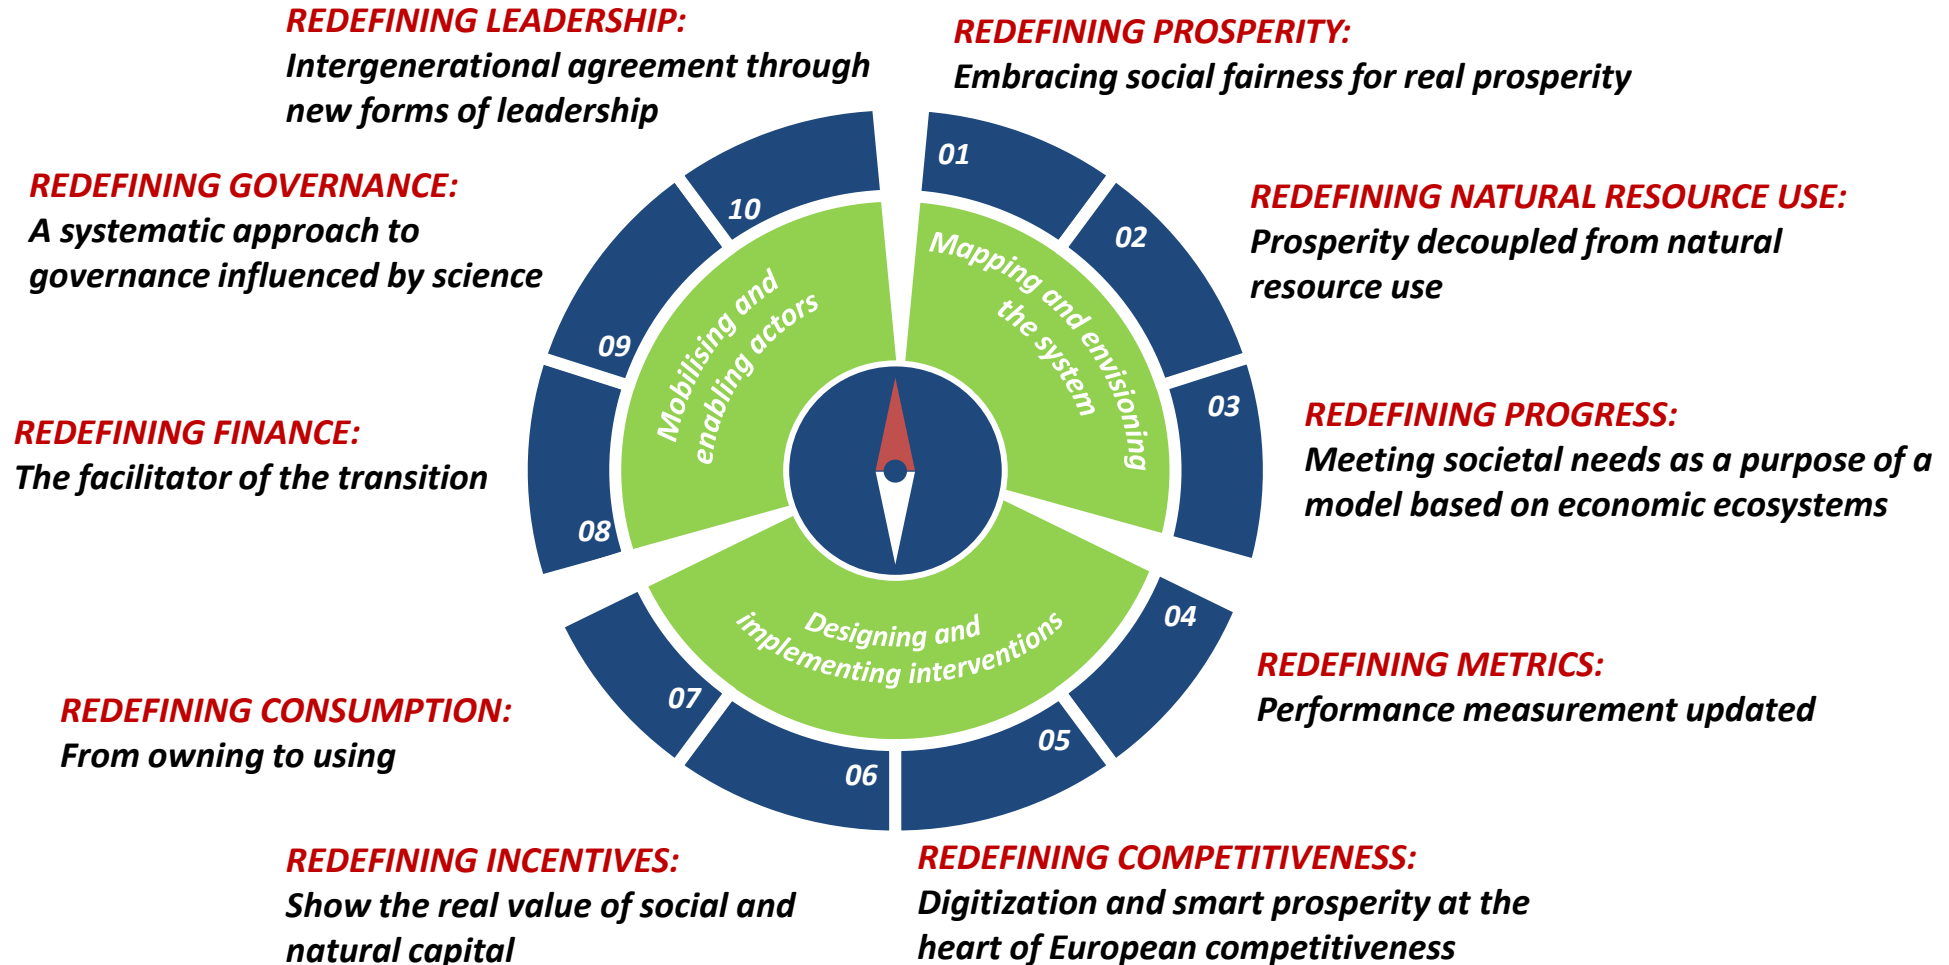 REDEFINING LEADERSHIP:
Intergenerational agreement through
new forms of leadership
REDEFINING PROSPERITY:
Embracing social fairness for real prosperity
REDEFINING GOVERNANCE:
A systematic approach to
governance influenced by science
REDEFINING NATURAL RESOURCE USE:
Prosperity decoupled from natural
resource use
REDEFINING FINANCE:
The facilitator of the transition
REDEFINING PROGRESS:
Meeting societal needs as a purpose of a
model based on economic ecosystems
REDEFINING CONSUMPTION:
From owning to using
REDEFINING METRICS:
Performance measurement updated
REDEFINING INCENTIVES:
Show the real value of social and
natural capital
REDEFINING COMPETITIVENESS:
Digitization and smart prosperity at the
heart of European competitiveness
01
02
03
04
05
06
07
08
09
10
Mapping and envisioning
the system
Designing and
implementing interventions
Mobilising and
enabling actors